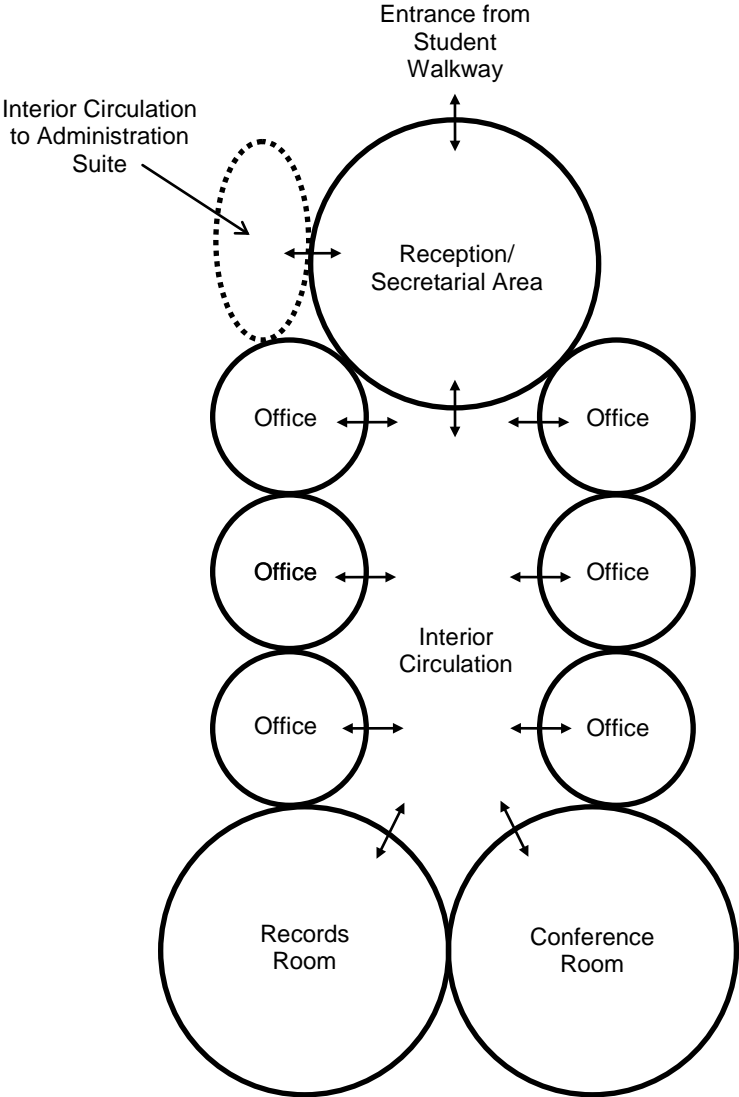 Entrance from
Student
Walkway
Interior Circulation
to Administration
Suite
Reception/
Secretarial Area
Office
Office
Office
Office
Interior
Circulation
Office
Office
Records
Room
Conference
Room